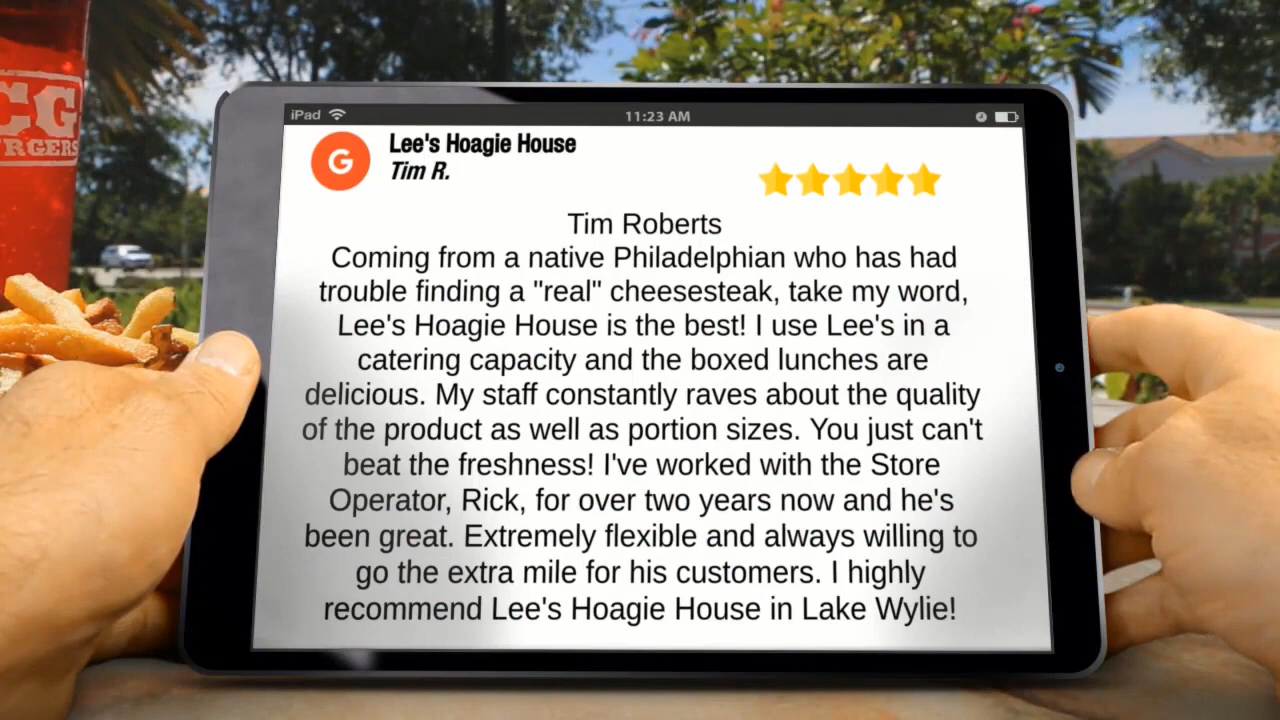 CG
RGERS
iPad
11:23 AM
G
Lee's Hoagie House
Tim R.
Tim Roberts
Coming from a native Philadelphian who has had
trouble finding a "real" cheesesteak, take my word,
Lee's Hoagie House is the best! I use Lee's in a
catering capacity and the boxed lunches are
delicious. My staff constantly raves about the quality
of the product as well as portion sizes. You just can't
beat the freshness! I've worked with the Store
Operator, Rick, for over two years now and he's
been great. Extremely flexible and always willing to
go the extra mile for his customers. I highly
recommend Lee's Hoagie House in Lake Wylie!